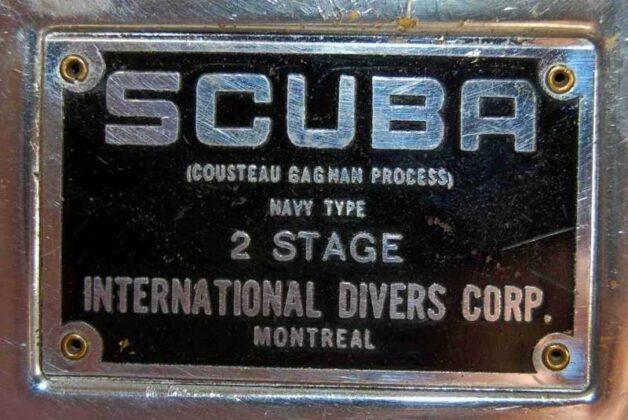 SCUBA
(COUSTEAU GAGNAN PROCESS)
NAVY TYPE
2 STAGE
INTERNATIONAL DIVERS CORP.
MONTREAL